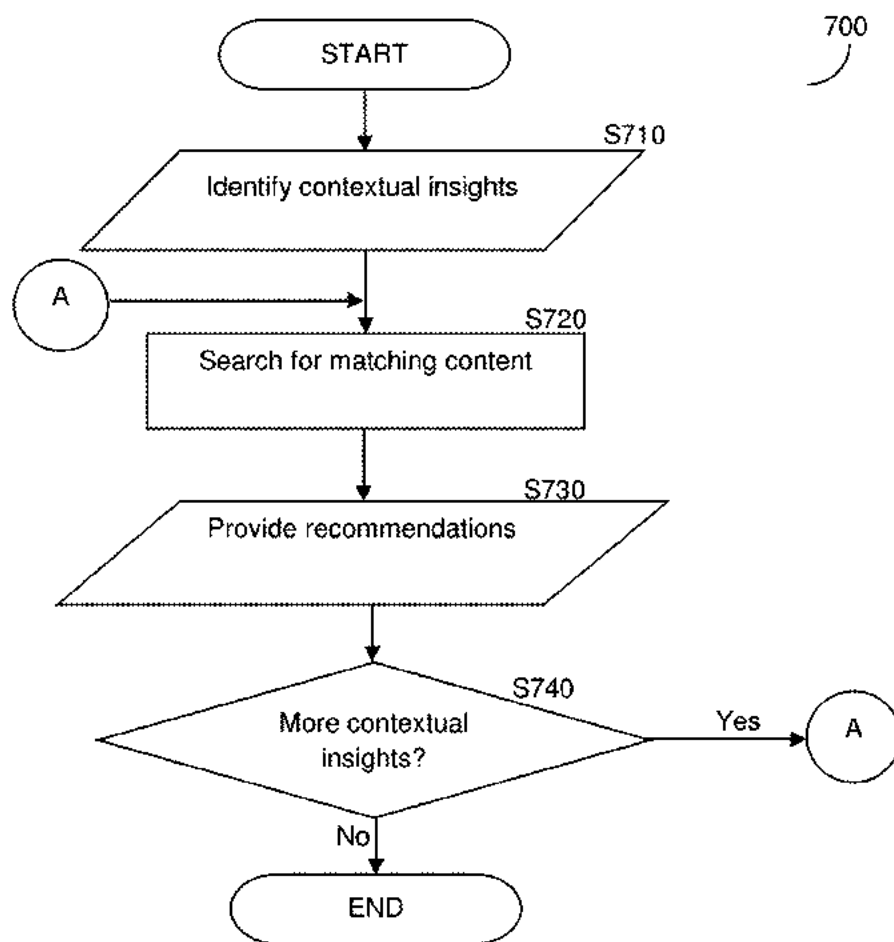 700
START
S710
Identify contextual insights
A
S720
Search for matching content
S730
Provide recommendations
S740
More contextual
insights?
Yes
A
No
END